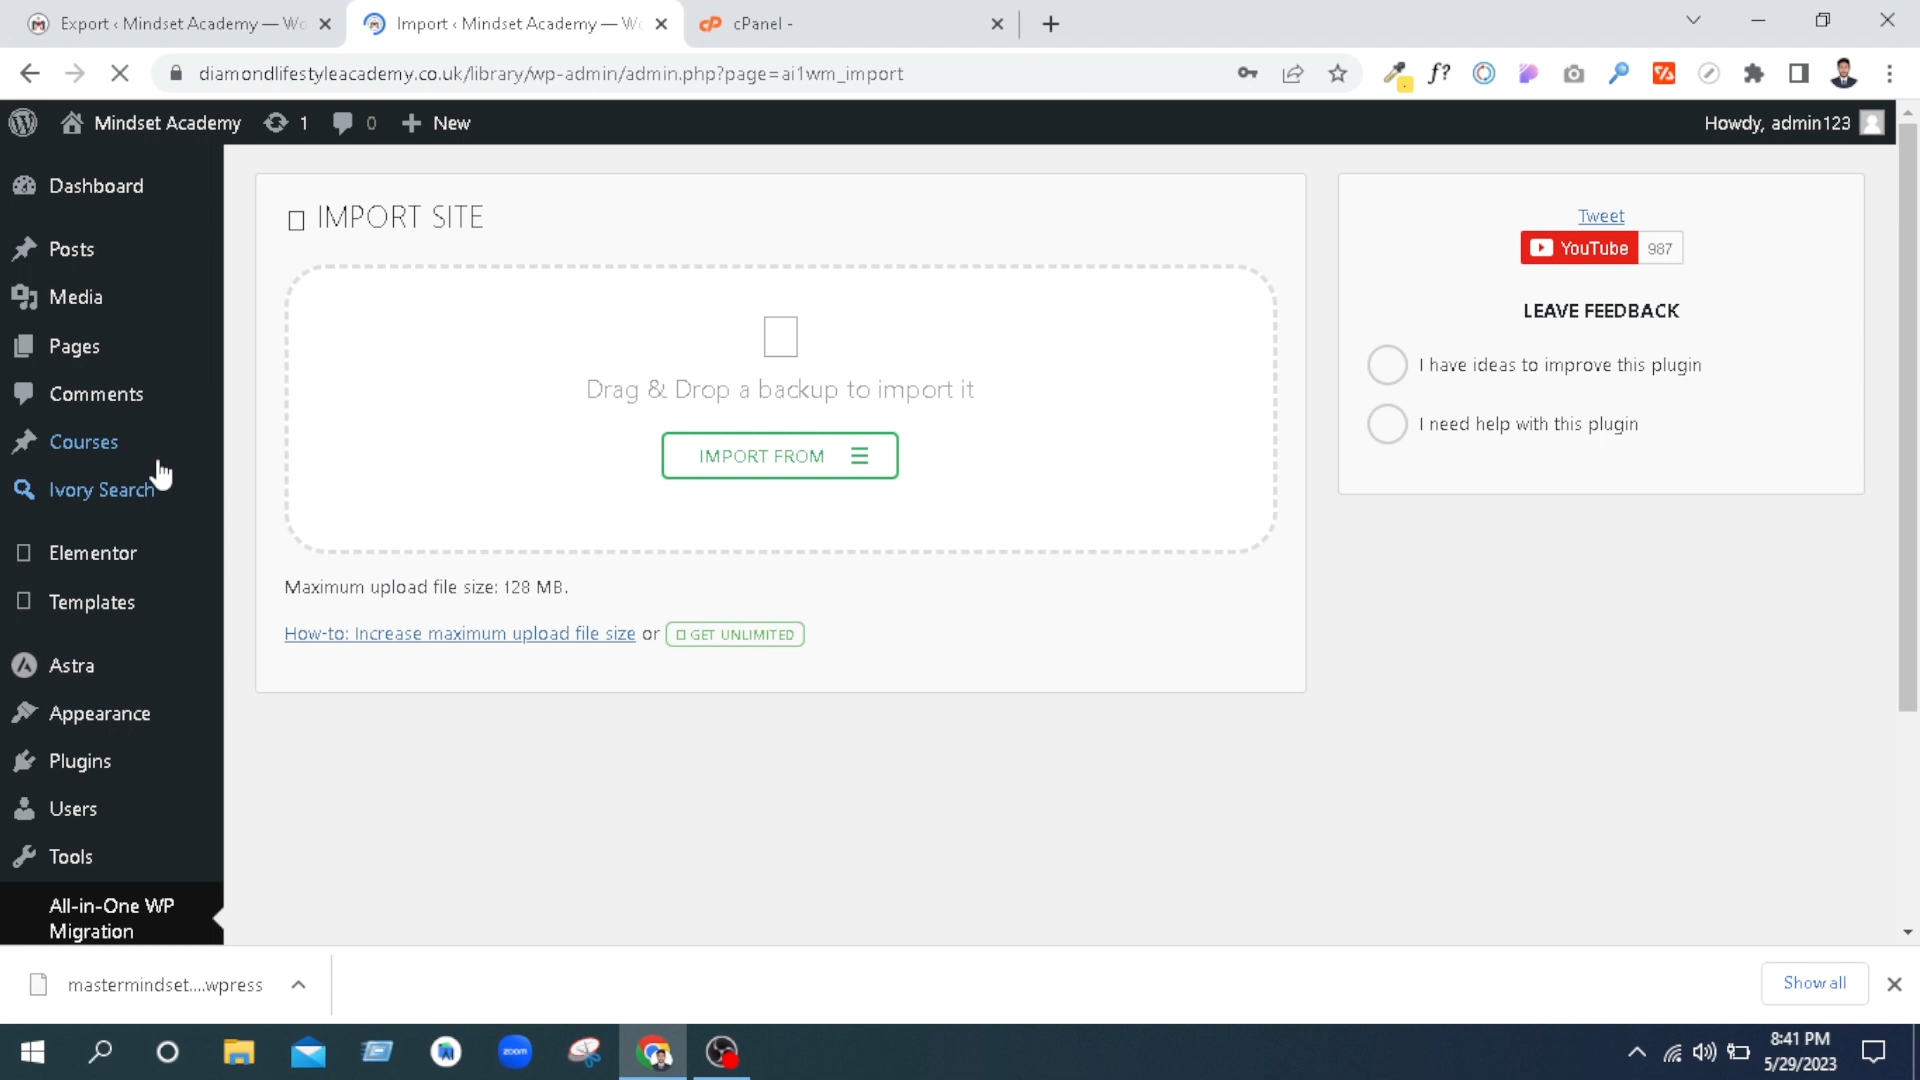 Export ‹ Mindset Academy — Wo
Import ‹ Mindset Academy — Wo
cPanel -
diamondlifestyleacademy.co.uk/library/wp-admin/admin.php?page=ai1wm_import
f?
Mindset Academy
1
0
New
Howdy, admin123
Dashboard
Posts
Media
Pages
Comments
Courses
Ivory Search
Elementor
Templates
Astra
Appearance
Plugins
Users
Tools
All-in-One WP
Migration
IMPORT SITE
Drag & Drop a backup to import it
IMPORT FROM
Maximum upload file size: 128 MB.
How-to: Increase maximum upload file size or GET UNLIMITED
Tweet
YouTube 987
LEAVE FEEDBACK
I have ideas to improve this plugin
I need help with this plugin
mastermindset....wpress
Show all
zoom
8:41 PM
5/29/2023